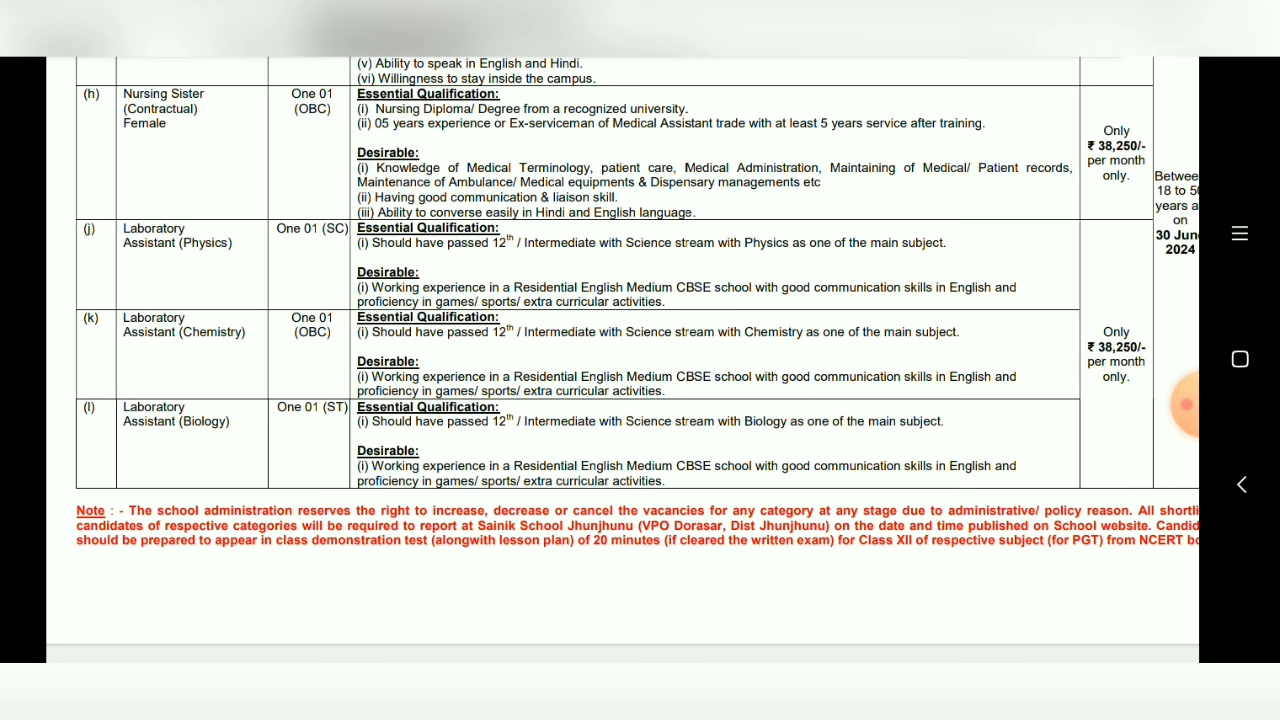 (v) Ability to speak in English and Hindi.
(vi) Willingness to stay inside the campus.
(h) Nursing Sister (Contractual) Female
One 01 (OBC)
Essential Qualification:
(i) Nursing Diploma/ Degree from a recognized university.
(ii) 05 years experience or Ex-serviceman of Medical Assistant trade with at least 5 years service after training.
Desirable:
(i) Knowledge of Medical Terminology, patient care, Medical Administration, Maintaining of Medical/ Patient records,
Maintenance of Ambulance/ Medical equipments & Dispensary managements etc
(ii) Having good communication & liaison skill.
(iii) Ability to converse easily in Hindi and English language.
Only
₹ 38,250/-
per month
only.
18 to
years
on
30
2024
(j) Laboratory
Assistant (Physics)
One 01 (SC)
Essential Qualification:
(i) Should have passed 12th / Intermediate with Science stream with Physics as one of the main subject.
Desirable:
(i) Working experience in a Residential English Medium CBSE school with good communication skills in English and
proficiency in games/ sports/ extra curricular activities.
(k) Laboratory
Assistant (Chemistry)
One 01
(OBC)
Essential Qualification:
(i) Should have passed 12th / Intermediate with Science stream with Chemistry as one of the main subject.
Desirable:
(i) Working experience in a Residential English Medium CBSE school with good communication skills in English and
proficiency in games/ sports/ extra curricular activities.
Only
₹ 38,250/-
per month
only.
(l) Laboratory
Assistant (Biology)
One 01 (ST)
Essential Qualification:
(i) Should have passed 12th / Intermediate with Science stream with Biology as one of the main subject.
Desirable:
(i) Working experience in a Residential English Medium CBSE school with good communication skills in English and
proficiency in games/ sports/ extra curricular activities.
Note : - The school administration reserves the right to increase, decrease or cancel the vacancies for any category at any stage due to administrative/ policy reason. All
candidates of respective categories will be required to report at Sainik School Jhunjhunu (VPO Dorasar, Dist Jhunjhunu) on the date and time published on School website.
should be prepared to appear in class demonstration test (alongwith lesson plan) of 20 minutes (if cleared the written exam) for Class XII of respective subject (for PGT) from NCERT